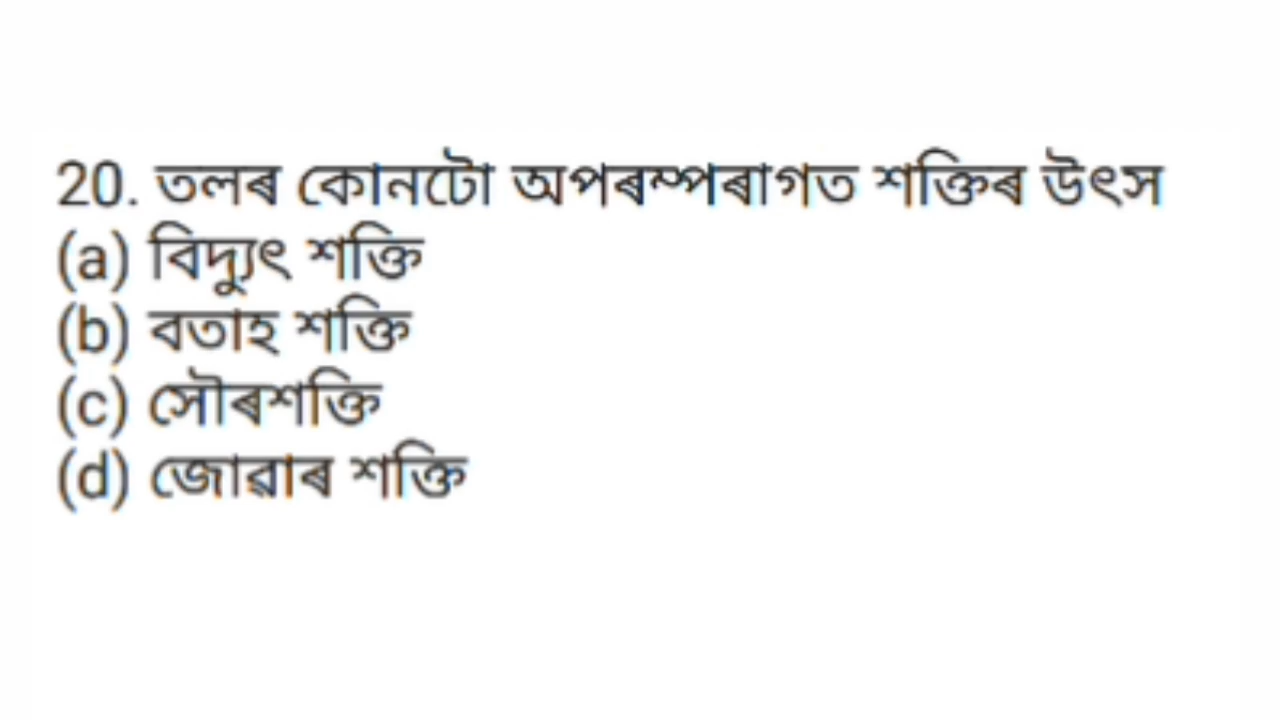 20. তলৰ কোনটো অপৰম্পৰাগত শক্তিৰ উৎস
(a) বিদ্যুৎ শক্তি
(b) বতাহ শক্তি
(c) সৌৰশক্তি
(d) জোৱাৰ শক্তি